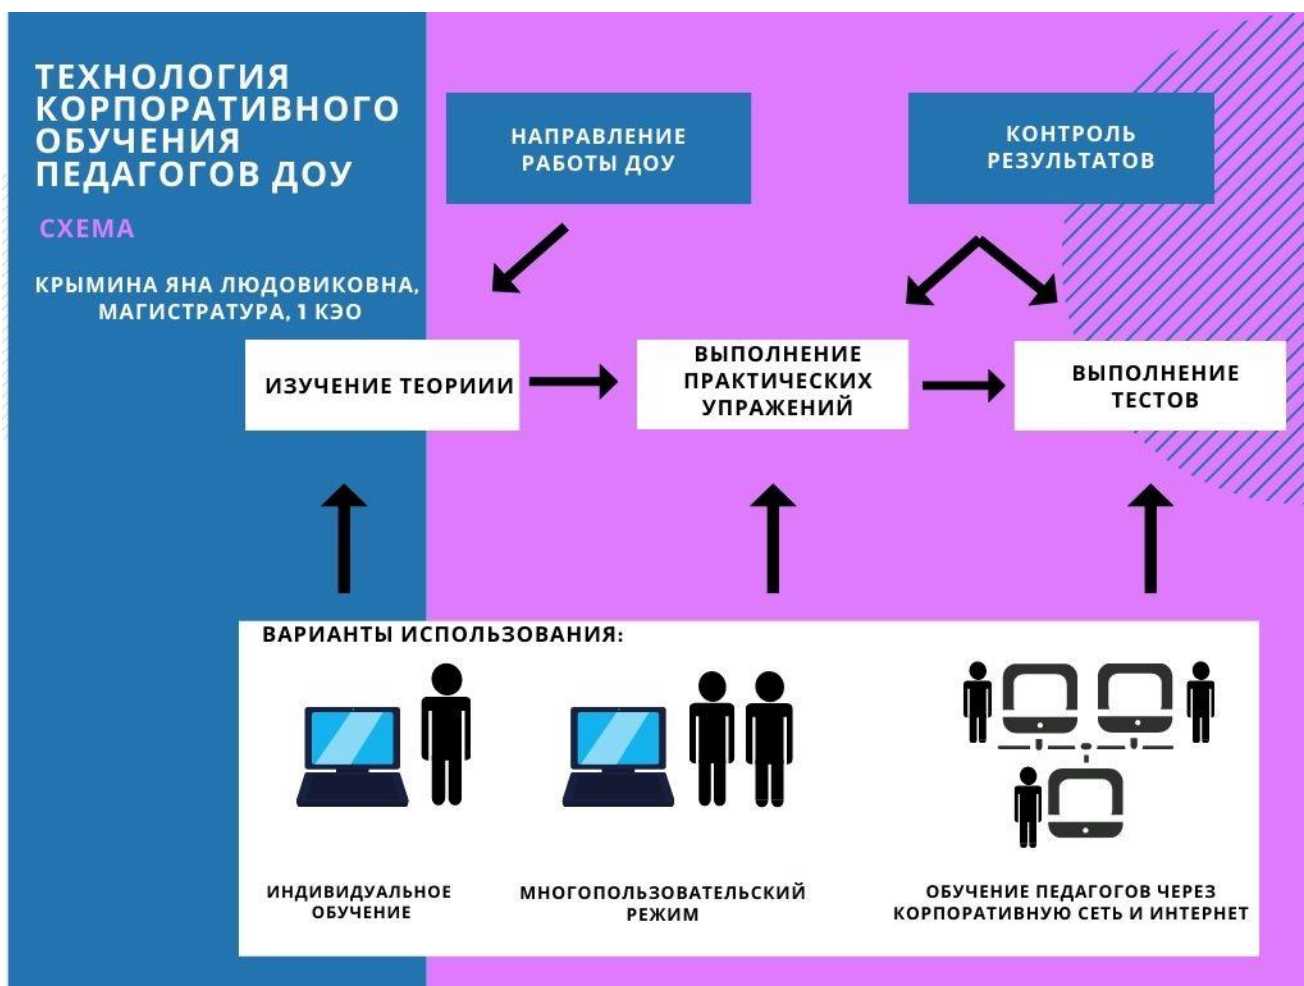 ТЕХНОЛОГИЯ
КОРПОРАТИВНОГО
ОБУЧЕНИЯ
ПЕДАГОГОВ ДОУ
СХЕМА
КРЫМИНА ЯНА ЛЮДОВИКОВНА,
МАГИСТРАТУРА, 1 КЭО
НАПРАВЛЕНИЕ
РАБОТЫ ДОУ
КОНТРОЛЬ
РЕЗУЛЬТАТОВ
ИЗУЧЕНИЕ ТЕОРИИИ
ВЫПОЛНЕНИЕ
ПРАКТИЧЕСКИХ
УПРАЖНЕНИЙ
ВЫПОЛНЕНИЕ
ТЕСТОВ
ВАРИАНТЫ ИСПОЛЬЗОВАНИЯ:
ИНДИВИДУАЛЬНОЕ
ОБУЧЕНИЕ
МНОГОПОЛЬЗОВАТЕЛЬСКИЙ
РЕЖИМ
ОБУЧЕНИЕ ПЕДАГОГОВ ЧЕРЕЗ
КОРПОРАТИВНУЮ СЕТЬ И ИНТЕРНЕТ